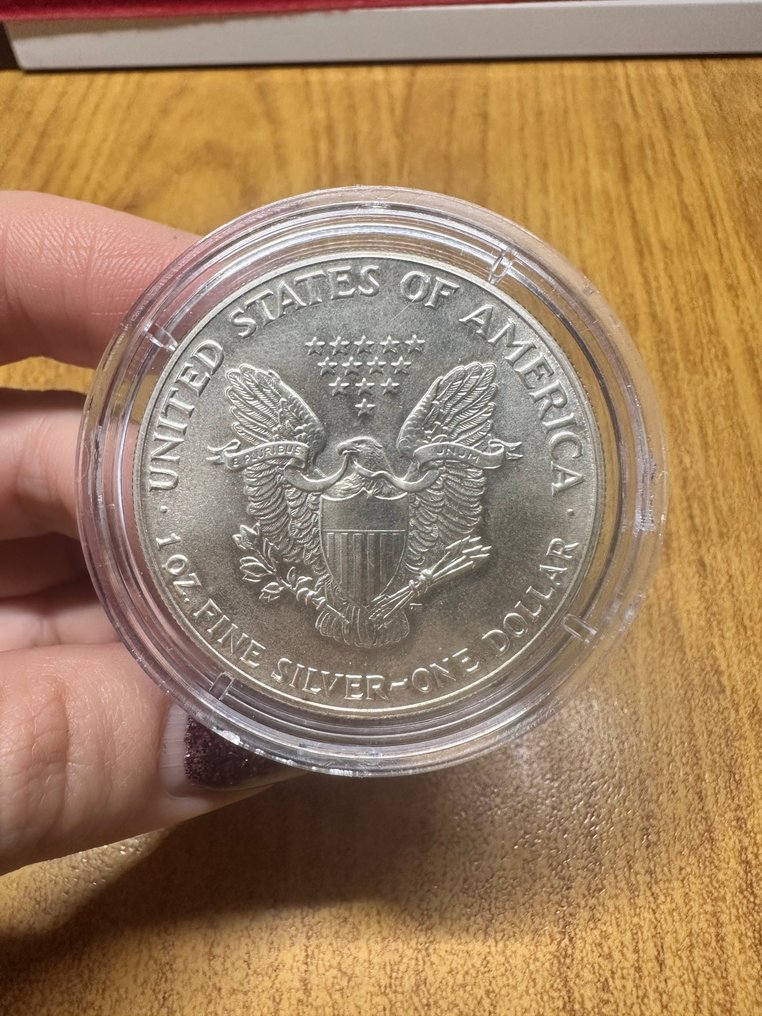 UNITED STATES OF AMERICA
E PLURIBUS UNUM
· 1 OZ. FINE SILVER-ONE DOLLAR ·